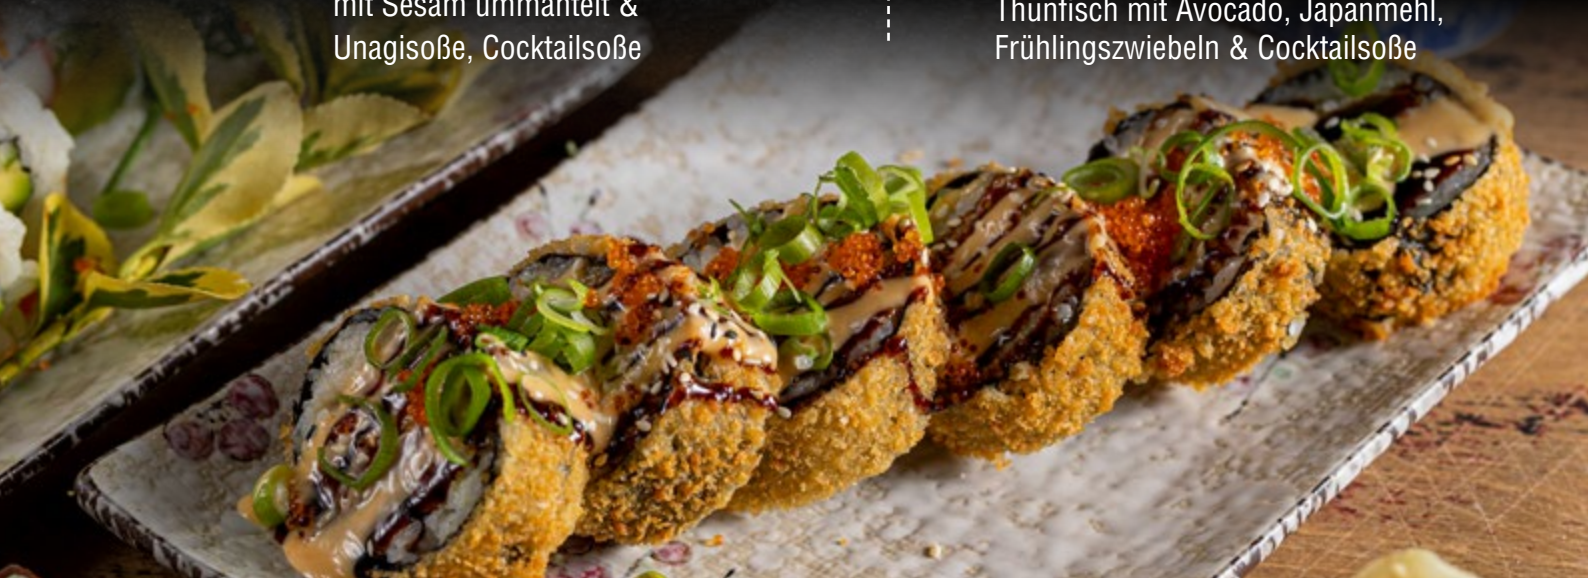 mit Sesam ummantelt &
Unagisoße, Cocktailsoße
Thunfisch mit Avocado, Japanmehl,
Frühlingszwiebeln & Cocktailsoße